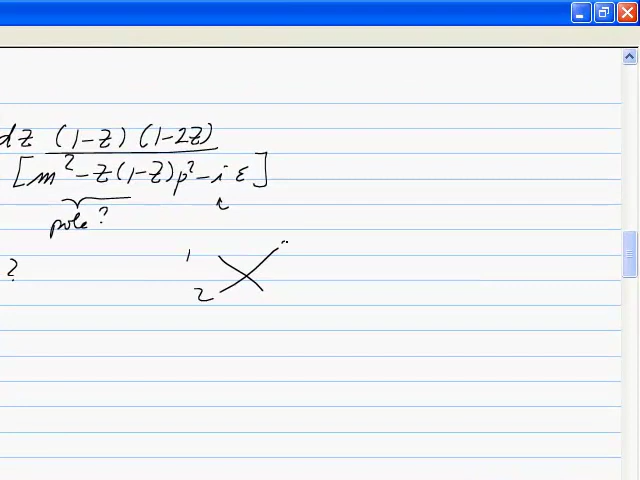 dz (1-z) (1-2z)
[m² - z(1-z)p² - iε]
pole?
?
1
2